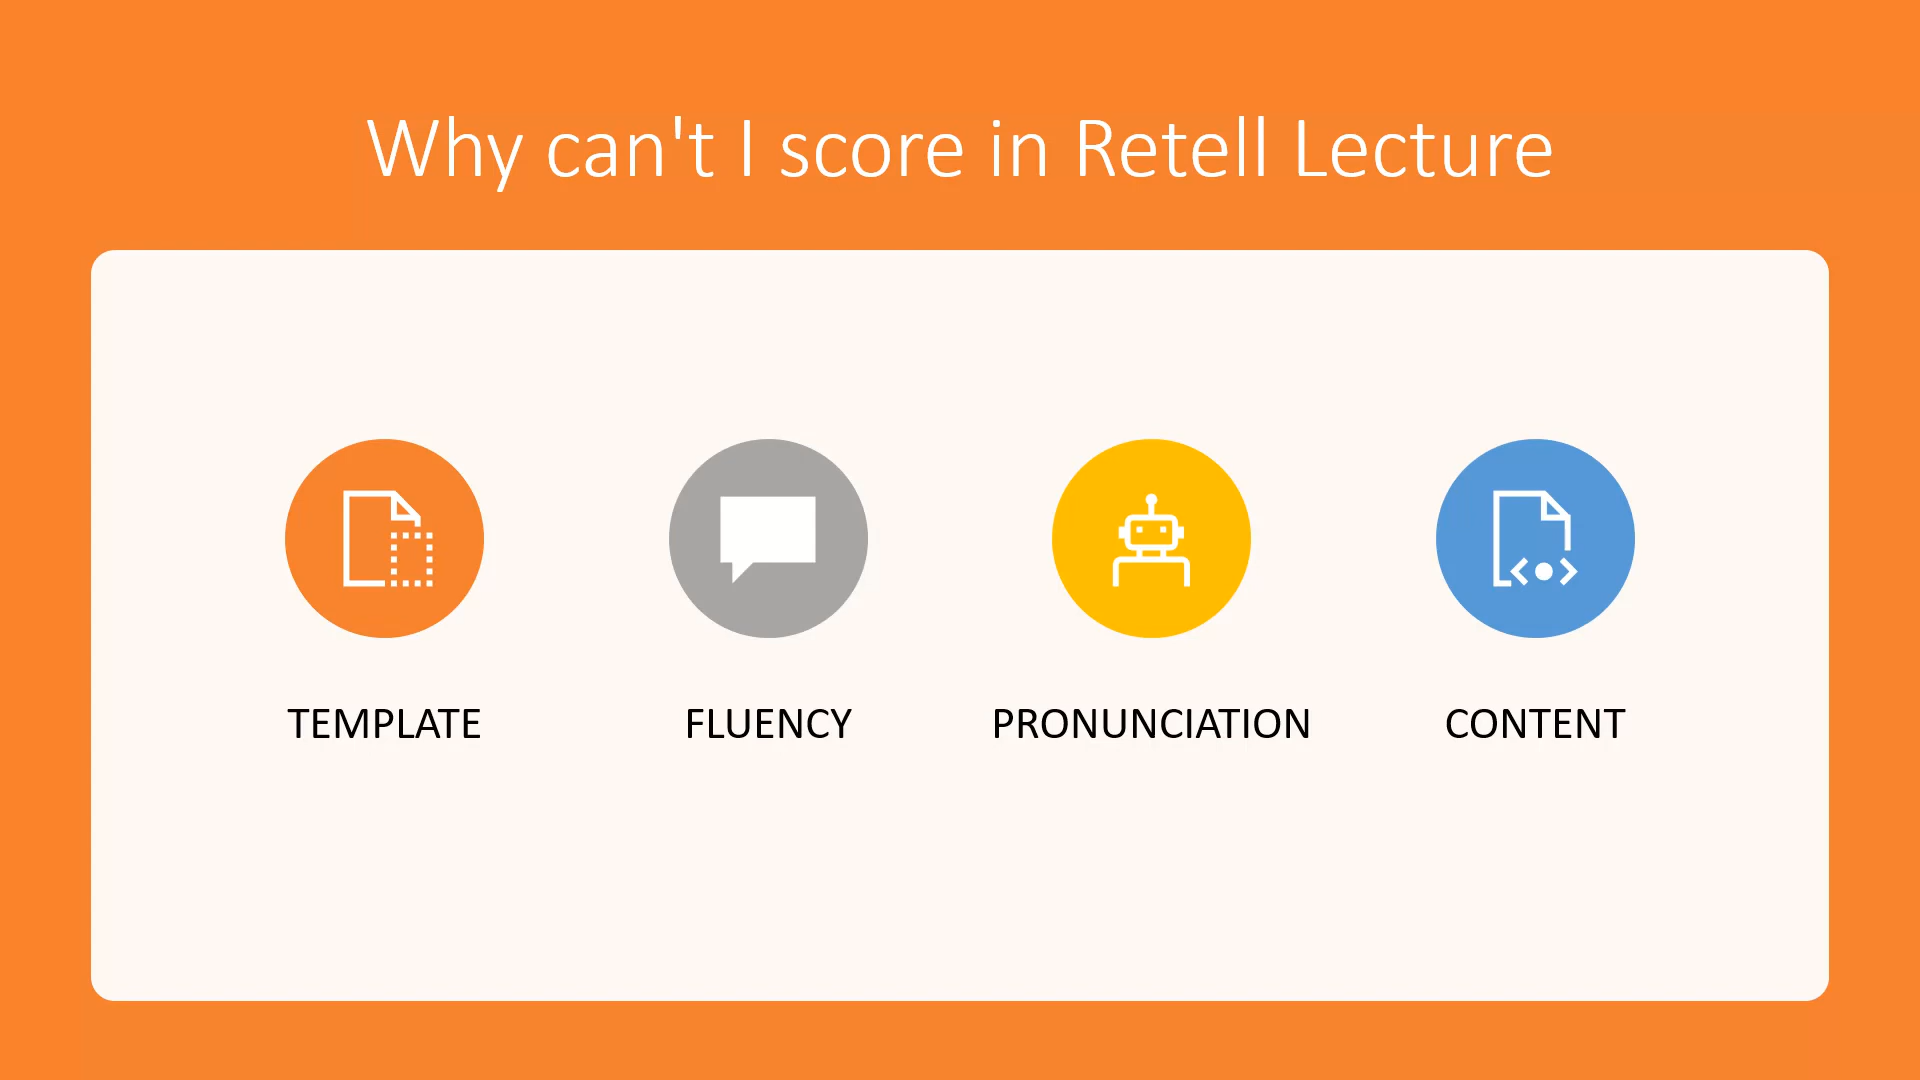 Why can't I score in Retell Lecture
TEMPLATE
FLUENCY
PRONUNCIATION
CONTENT